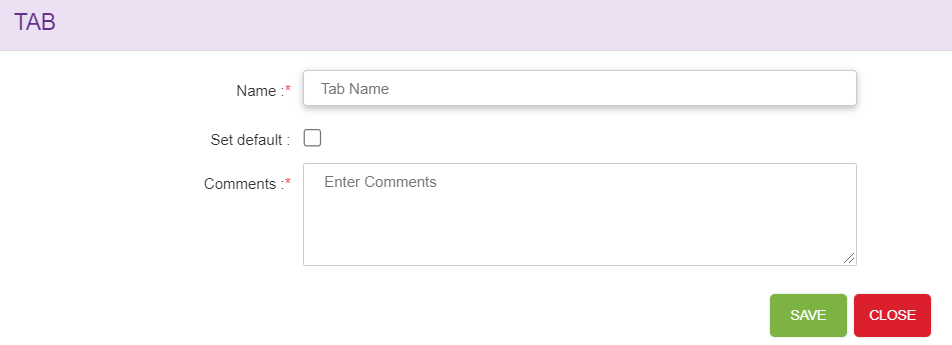 TAB
Name :* Tab Name
Set default :
Comments :* Enter Comments
SAVE CLOSE